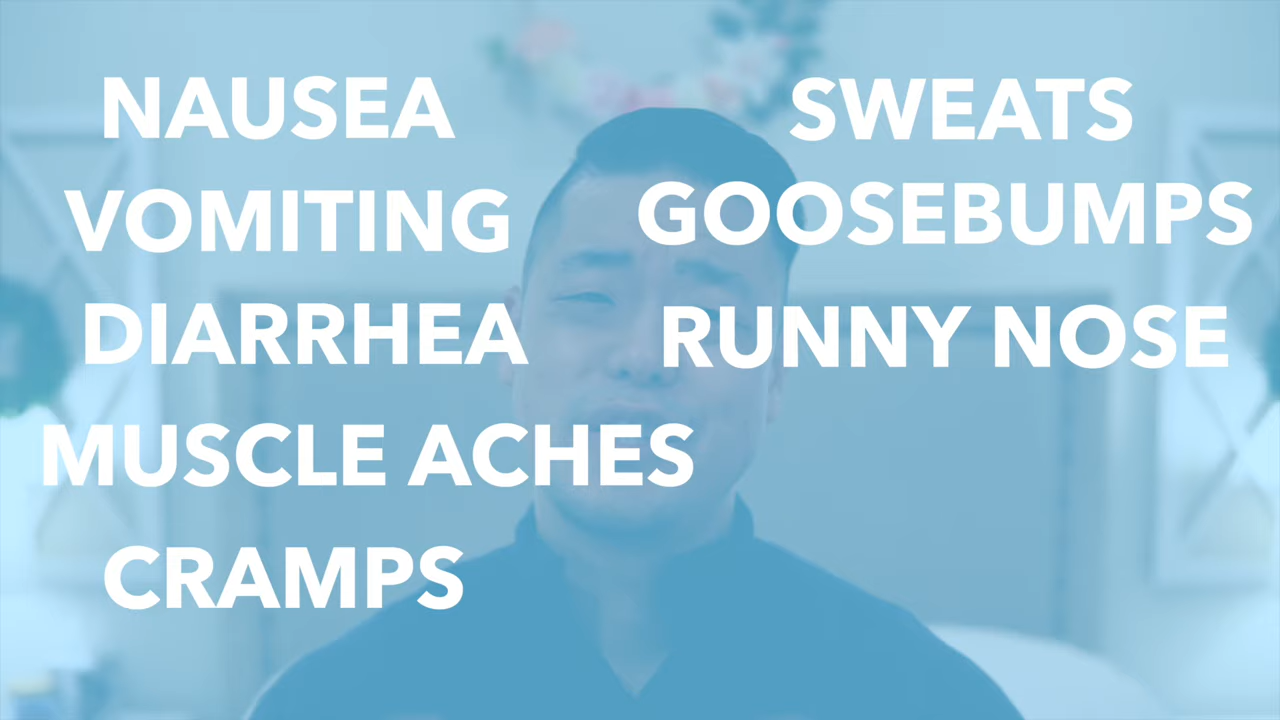 NAUSEA
VOMITING
DIARRHEA
MUSCLE ACHES
CRAMPS
SWEATS
GOOSEBUMPS
RUNNY NOSE